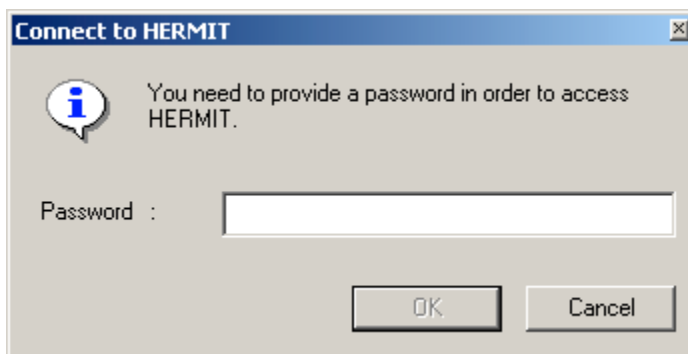 Connect to HERMIT
You need to provide a password in order to access
HERMIT.
Password :
OK
Cancel